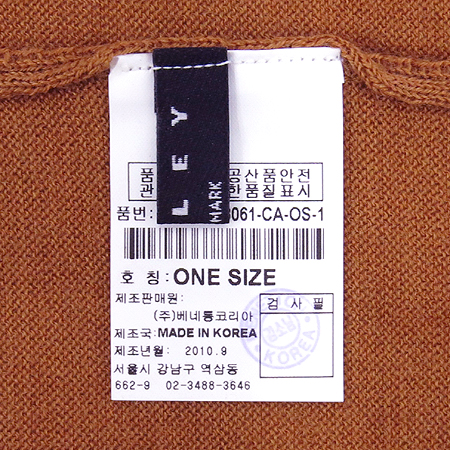 LEY
MARK
품 공산품안전
관 한품질표시
품번: 6061-CA-OS-1
호 칭:ONE SIZE
제조판매원:
(주)베네통코리아
제조국:MADE IN KOREA
제조년월: 2010.9
서울시 강남구 역삼동
662-9 02-3488-3646
검 사 필
KOREA